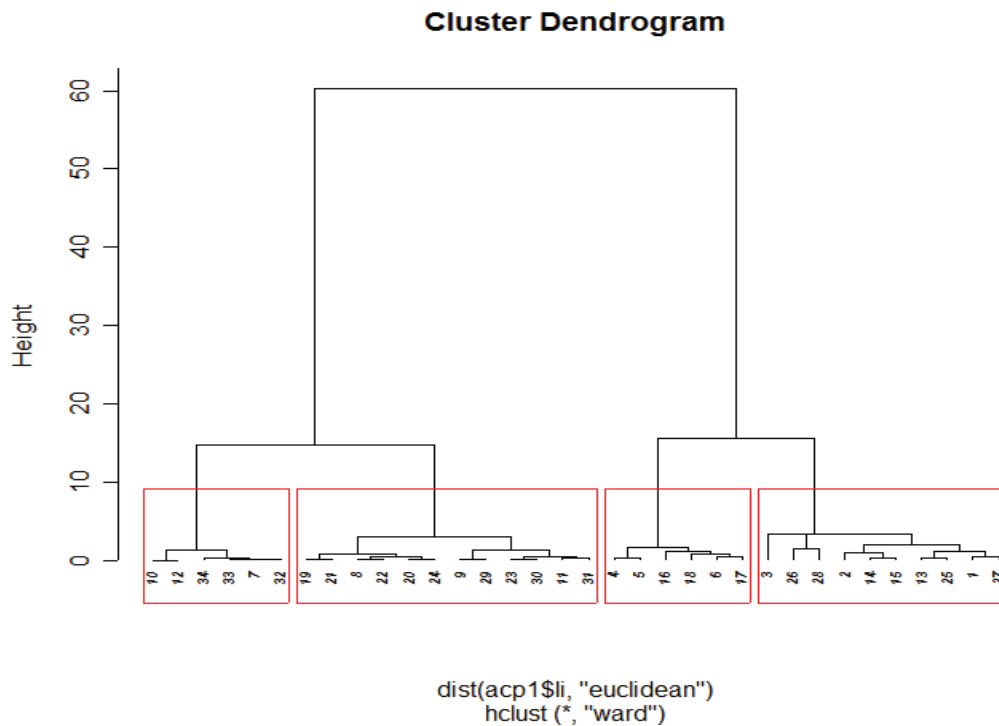 Cluster Dendrogram
Height
60
50
40
30
20
10
0
10 12 34 33 7 32 19 21 8 22 20 24 9 29 23 30 11 31 4 5 16 18 6 17 3 26 28 2 14 15 13 25 1 27
dist(acp1$li, "euclidean")
hclust (*, "ward")